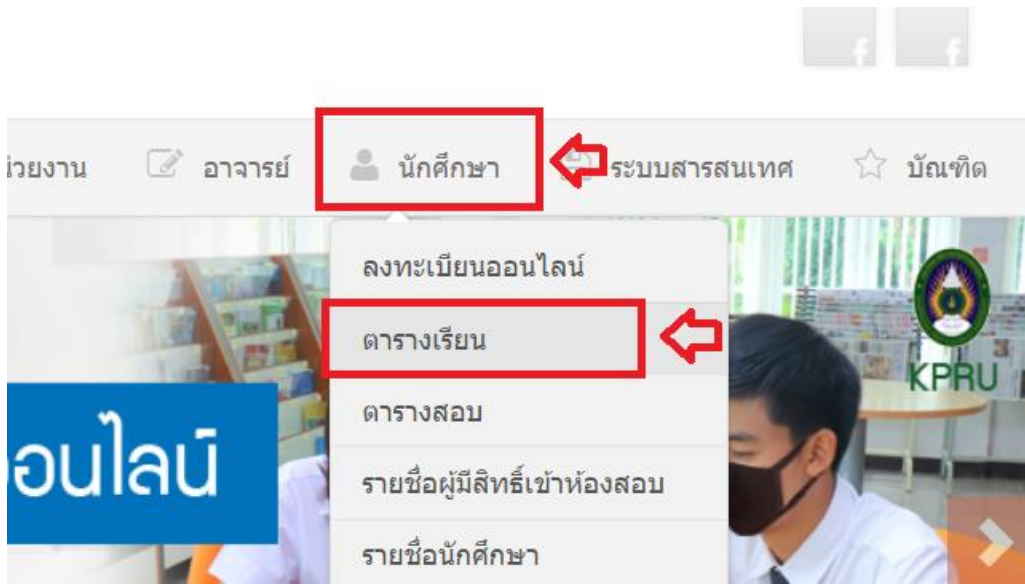 อาจารย์
นักศึกษา
ระบบสารสนเทศ
บัณฑิต
ลงทะเบียนออนไลน์
ตารางเรียน
ตารางสอบ
รายชื่อผู้มีสิทธิ์เข้าห้องสอบ
รายชื่อนักศึกษา
KPRU
อนไลน์